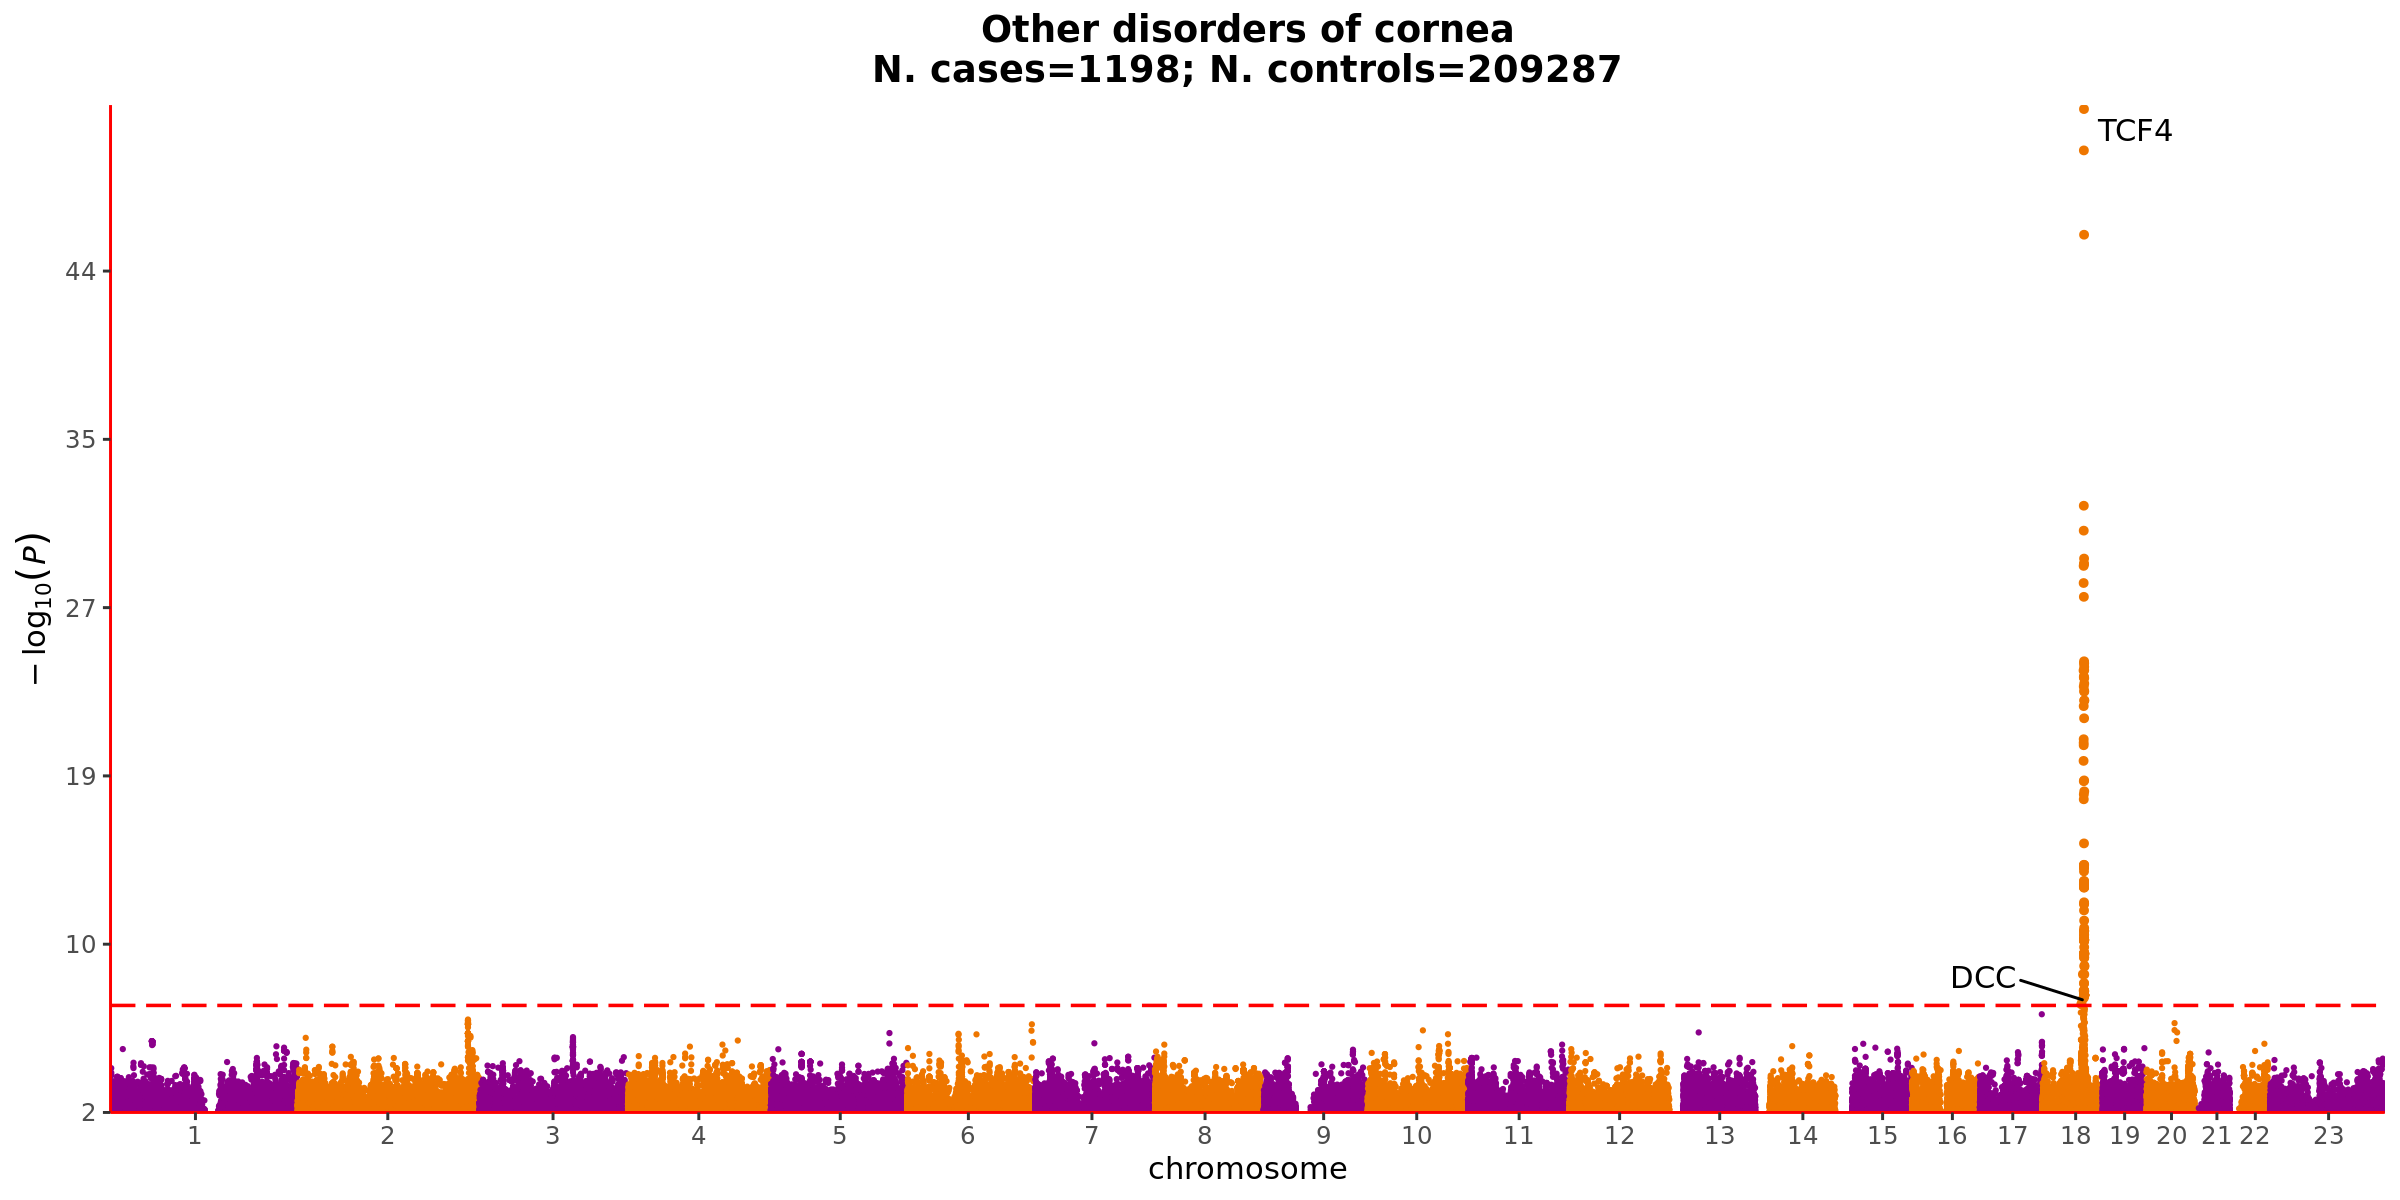 Other disorders of cornea
N. cases=1198; N. controls=209287
TCF4
44
35
27
19
10
2
− log10(P)
DCC
1 2 3 4 5 6 7 8 9 10 11 12 13 14 15 16 17 18 19 20 21 22 23
chromosome